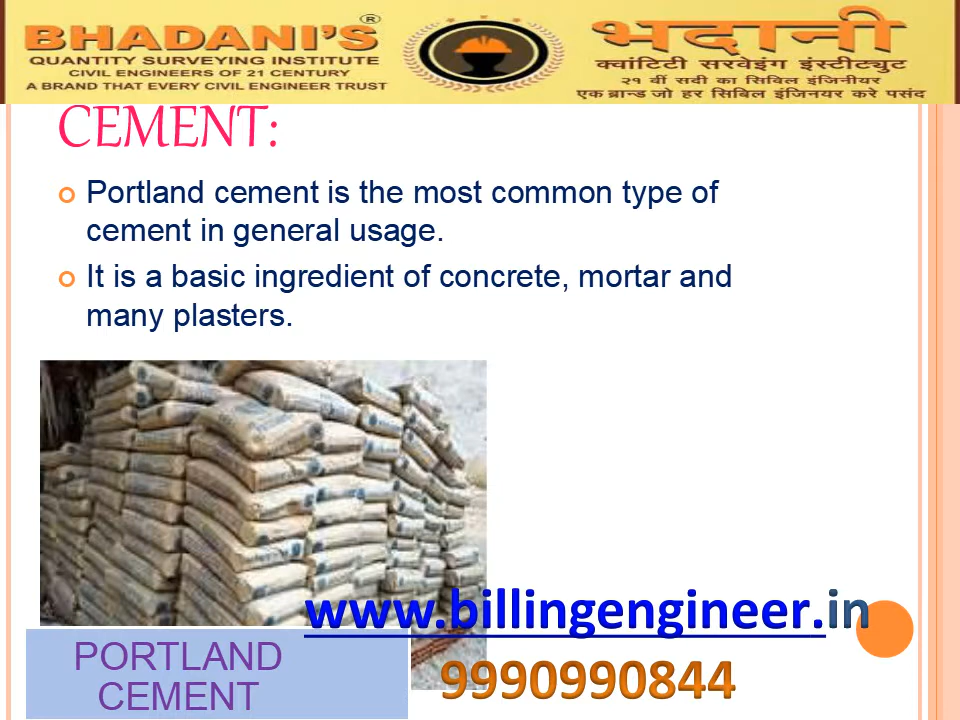 BHADANI'S®
QUANTITY SURVEYING INSTITUTE
CIVIL ENGINEERS OF 21 CENTURY
A BRAND THAT EVERY CIVIL ENGINEER TRUST
भदानी
क्वांटिटी सरवेइंग इंस्टीट्युट
२१ वीं सदी का सिविल इंजिनीयर
एक ब्रान्ड जो हर सिविल इंजिनयर करे पसंद
CEMENT:
Portland cement is the most common type of
cement in general usage.
It is a basic ingredient of concrete, mortar and
many plasters.
www.billingengineer.in
9990990844
PORTLAND
CEMENT